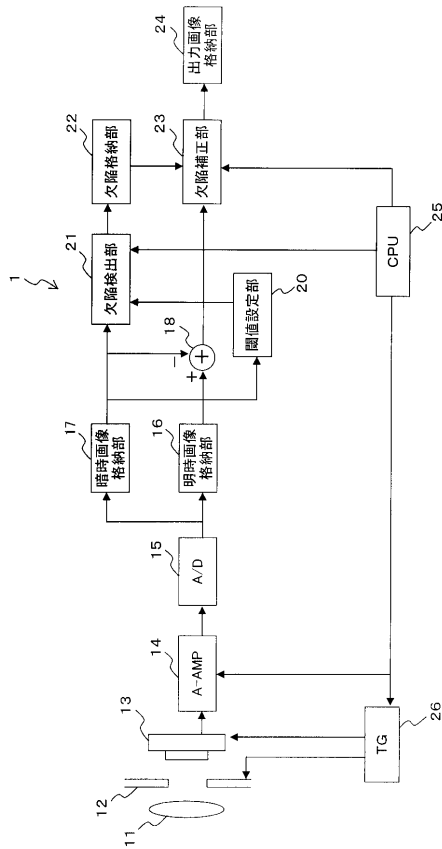 1
24
出力画像
格納部
22
欠陥格納部
23
欠陥補正部
21
欠陥検出部
25
CPU
18
+
−
+
20
閾値設定部
17
暗時画像
格納部
16
明時画像
格納部
15
A/D
14
A-AMP
13
12
11
26
TG